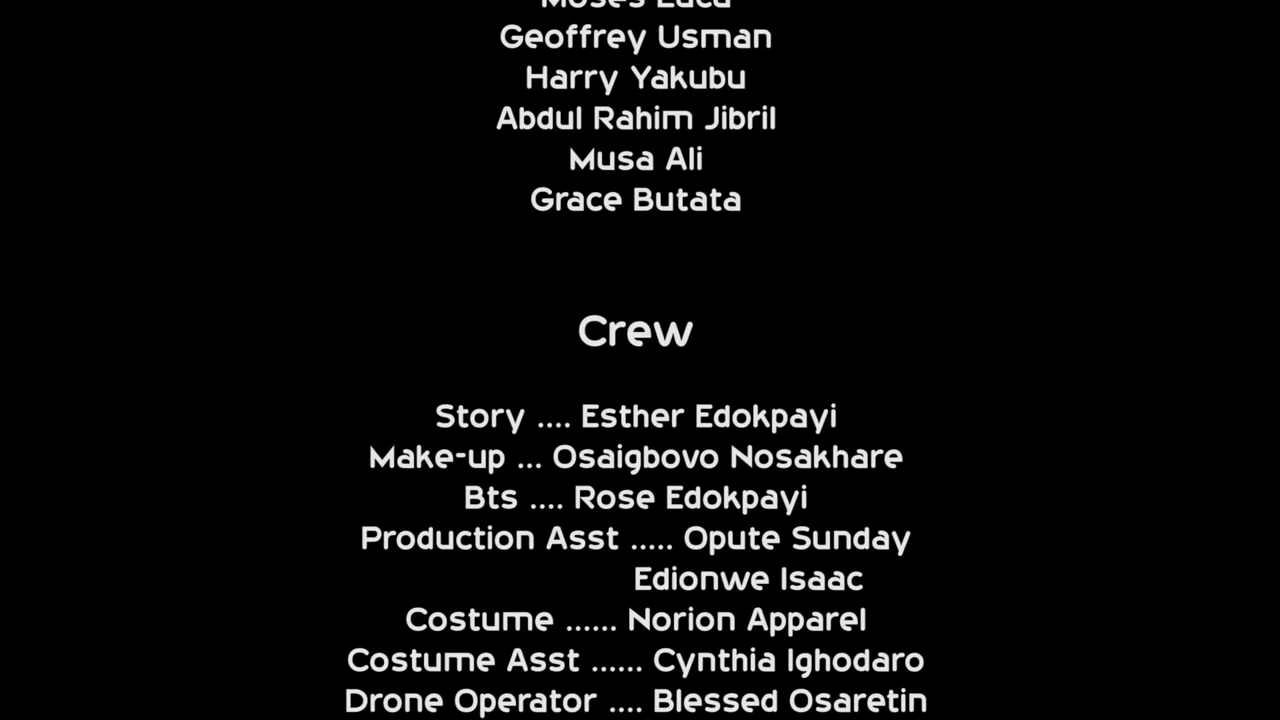 Geoffrey Usman
Harry Yakubu
Abdul Rahim Jibril
Musa Ali
Grace Butata
Crew
Story .... Esther Edokpayi
Make-up ... Osaigbovo Nosakhare
Bts .... Rose Edokpayi
Production Asst ..... Opute Sunday
Edionwe Isaac
Costume ...... Norion Apparel
Costume Asst ...... Cynthia Ighodaro
Drone Operator .... Blessed Osaretin